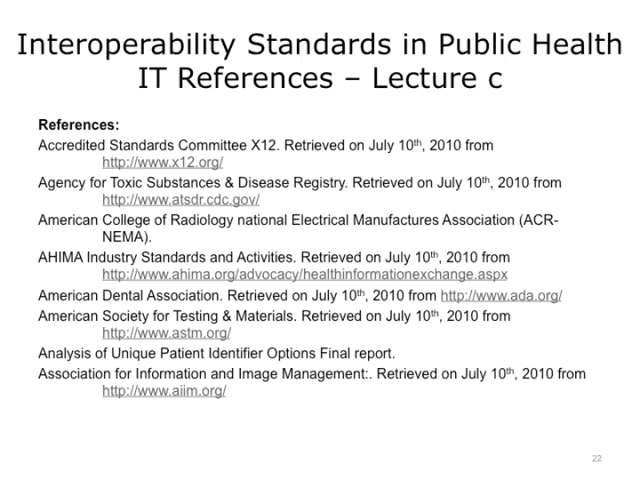 Interoperability Standards in Public Health
IT References – Lecture c
References:
Accredited Standards Committee X12. Retrieved on July 10th, 2010 from
http://www.x12.org/
Agency for Toxic Substances & Disease Registry. Retrieved on July 10th, 2010 from
http://www.atsdr.cdc.gov/
American College of Radiology national Electrical Manufactures Association (ACR-
NEMA).
AHIMA Industry Standards and Activities. Retrieved on July 10th, 2010 from
http://www.ahima.org/advocacy/healthinformationexchange.aspx
American Dental Association. Retrieved on July 10th, 2010 from http://www.ada.org/
American Society for Testing & Materials. Retrieved on July 10th, 2010 from
http://www.astm.org/
Analysis of Unique Patient Identifier Options Final report.
Association for Information and Image Management:. Retrieved on July 10th, 2010 from
http://www.aiim.org/
22